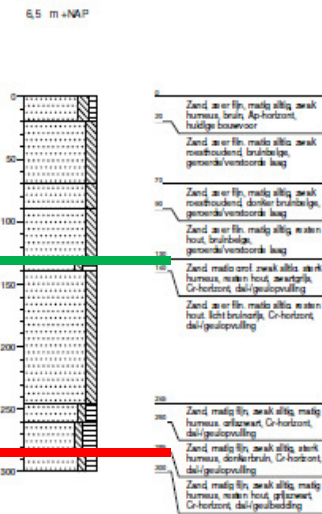 6,5 m +NAP
0
0
Zand, zeer fijn, matig siltig, zwak
humeus, bruin, Ap-horizont,
huidige bouwvoor
20
Zand, zeer fijn, matig siltig, zwak
roesthoudend, bruinbeige,
geroerde/verstoorde laag
50
70
Zand, zeer fijn, matig siltig, zwak
roesthoudend, donker bruinbeige,
geroerde/verstoorde laag
90
100
Zand, zeer fijn, matig siltig, resten
hout, bruinbeige,
geroerde/verstoorde laag
140
Zand, matig grof, zwak siltig, sterk
humeus, resten hout, zwartgrijs,
Cr-horizont, dal-/geulopvulling
150
Zand, zeer fijn, matig siltig, resten
hout, licht bruingrijs, Cr-horizont,
dal-/geulopvulling
200
250
Zand, matig fijn, zwak siltig, matig
humeus, grijszwart, Cr-horizont,
dal-/geulopvulling
260
Zand, matig fijn, zwak siltig, sterk
humeus, donkerbruin, Cr-horizont,
dal-/geulopvulling
300
300
Zand, matig fijn, zwak siltig, matig
humeus, resten hout, grijszwart,
Cr-horizont, dal-/geulbedding